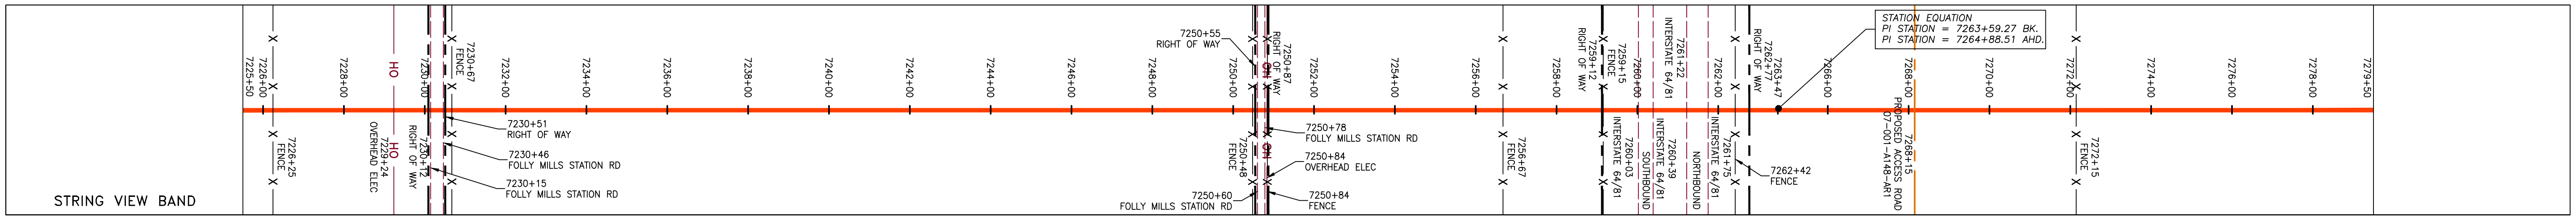 STRING VIEW BAND
7225+50
7226+00
7226+25
FENCE
7228+00
OH
OH
7229+24
OVERHEAD ELEC
7230+00
7230+12
RIGHT OF WAY
7230+67
FENCE
7230+51
RIGHT OF WAY
7230+46
FOLLY MILLS STATION RD
7230+15
FOLLY MILLS STATION RD
7232+00
7234+00
7236+00
7238+00
7240+00
7242+00
7244+00
7246+00
7248+00
7250+00
7250+55
RIGHT OF WAY
7250+48
FENCE
7250+60
FOLLY MILLS STATION RD
OH
OH
7250+87
RIGHT OF WAY
7250+78
FOLLY MILLS STATION RD
7250+84
OVERHEAD ELEC
7250+84
FENCE
7252+00
7254+00
7256+00
7256+67
FENCE
7258+00
7259+12
RIGHT OF WAY
7259+15
FENCE
7260+00
7260+03
INTERSTATE 64/81
7260+39
INTERSTATE 64/81
SOUTHBOUND
7261+22
INTERSTATE 64/81
NORTHBOUND
7261+75
INTERSTATE 64/81
7262+00
7262+42
FENCE
7262+77
RIGHT OF WAY
7263+47
STATION EQUATION
PI STATION = 7263+59.27 BK.
PI STATION = 7264+88.51 AHD.
7266+00
7268+00
7268+15
PROPOSED ACCESS ROAD
07-001-A148-AR1
7270+00
7272+00
7272+15
FENCE
7274+00
7276+00
7278+00
7279+50